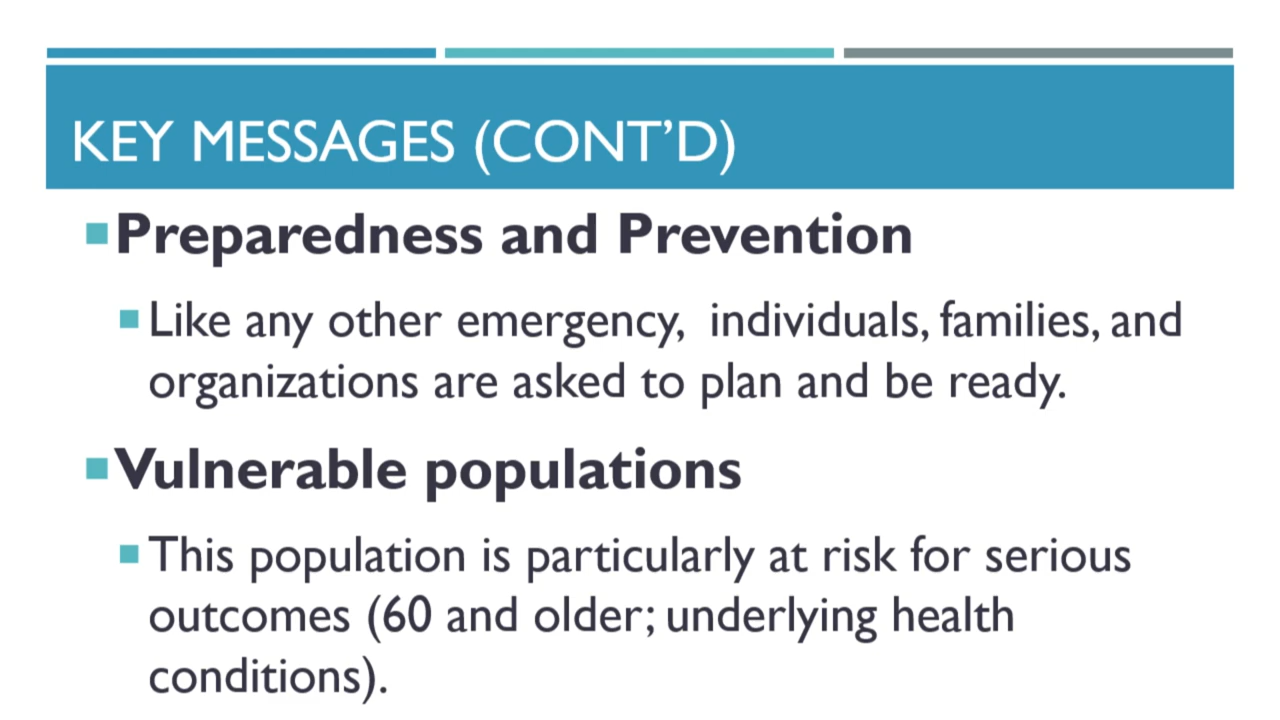 KEY MESSAGES (CONT’D)
Preparedness and Prevention
Like any other emergency,  individuals, families, and
organizations are asked to plan and be ready.
Vulnerable populations
This population is particularly at risk for serious
outcomes (60 and older; underlying health
conditions).